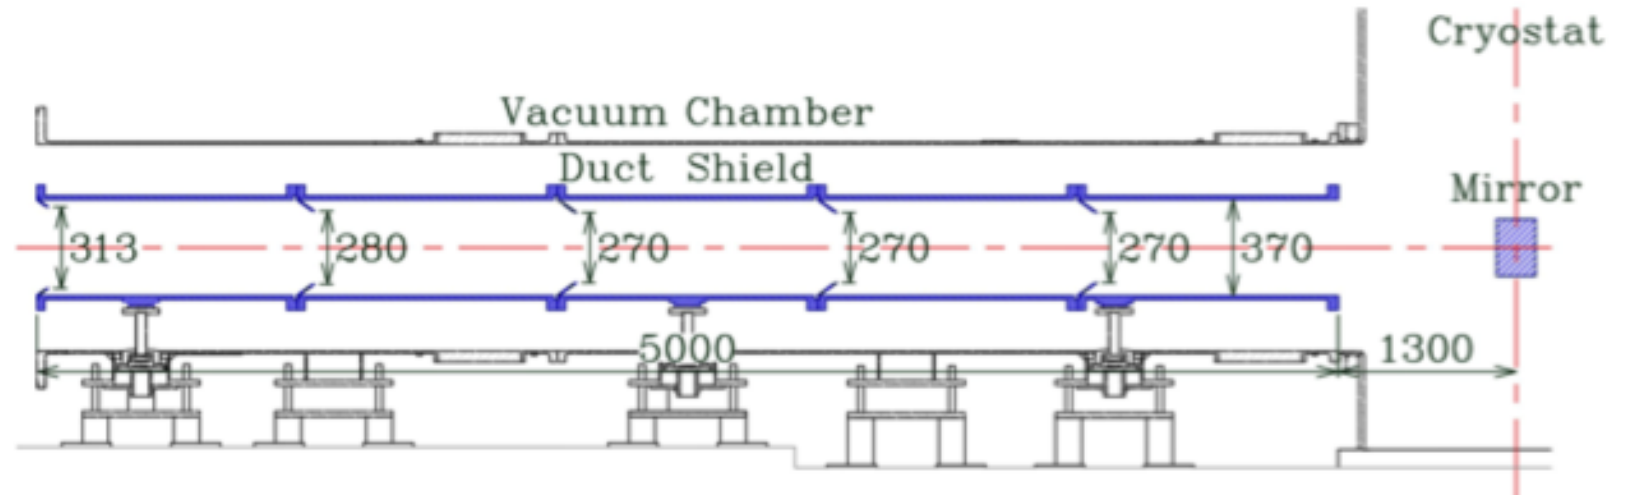 Cryostat
Vacuum Chamber
Duct Shield
Mirror
313 280 270 270 270 370
5000 1300